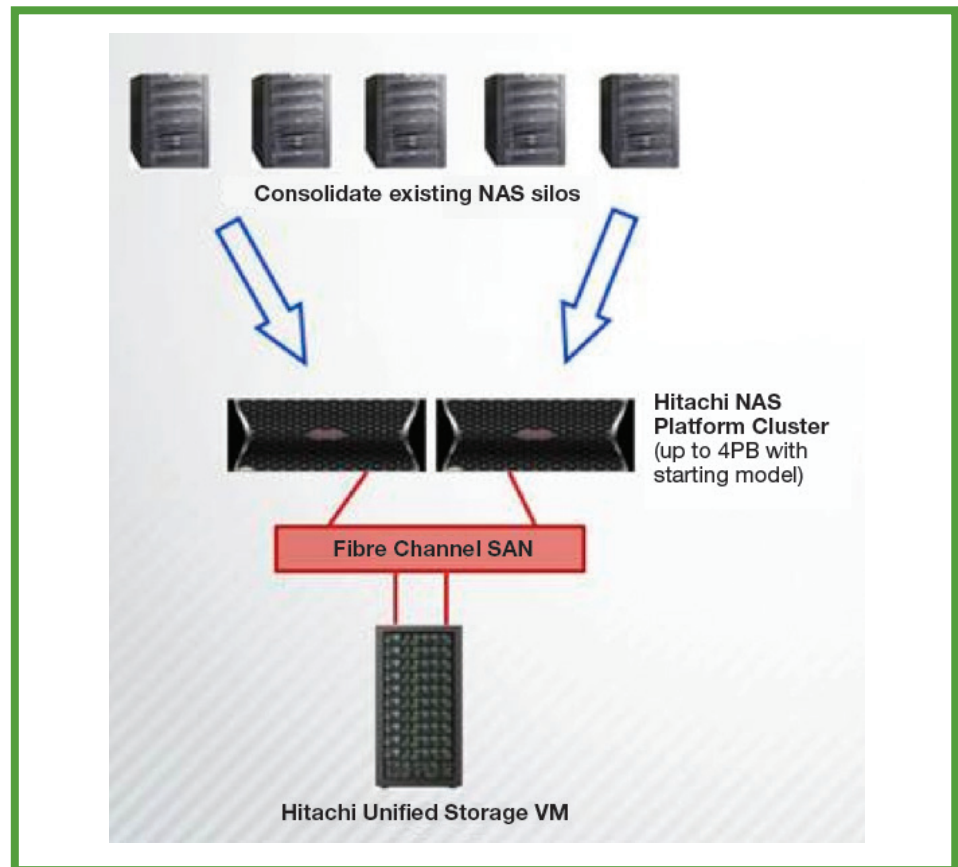 Consolidate existing NAS silos
Hitachi NAS
Platform Cluster
(up to 4PB with
starting model)
Fibre Channel SAN
Hitachi Unified Storage VM